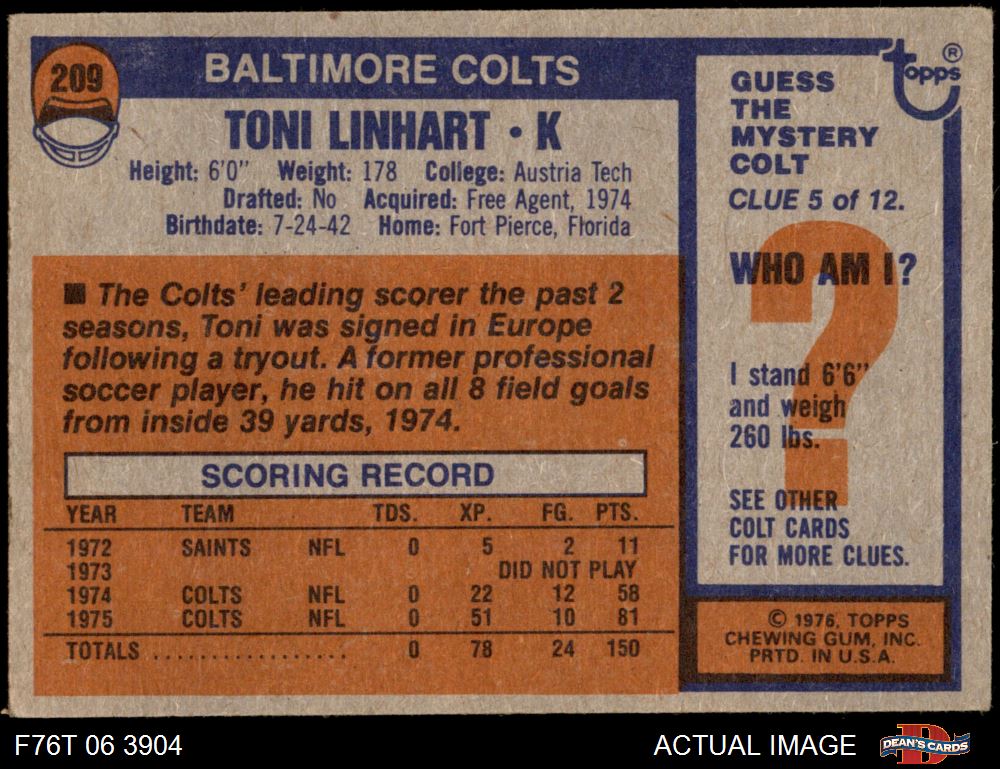 209
BALTIMORE COLTS
TONI LINHART • K
Height: 6'0" Weight: 178 College: Austria Tech
Drafted: No Acquired: Free Agent, 1974
Birthdate: 7-24-42 Home: Fort Pierce, Florida
■ The Colts' leading scorer the past 2
seasons, Toni was signed in Europe
following a tryout. A former professional
soccer player, he hit on all 8 field goals
from inside 39 yards, 1974.
SCORING RECORD
YEAR TEAM TDS. XP. FG. PTS.
1972 SAINTS NFL 0 5 2 11
1973 DID NOT PLAY
1974 COLTS NFL 0 22 12 58
1975 COLTS NFL 0 51 10 81
TOTALS .................. 0 78 24 150
topps ®
GUESS
THE
MYSTERY
COLT
CLUE 5 of 12.
WHO AM I?
?
I stand 6'6"
and weigh
260 lbs.
SEE OTHER
COLT CARDS
FOR MORE CLUES.
© 1976, TOPPS
CHEWING GUM, INC.
PRTD. IN U.S.A.
F76T 06 3904
ACTUAL IMAGE
D
DEAN'S CARDS